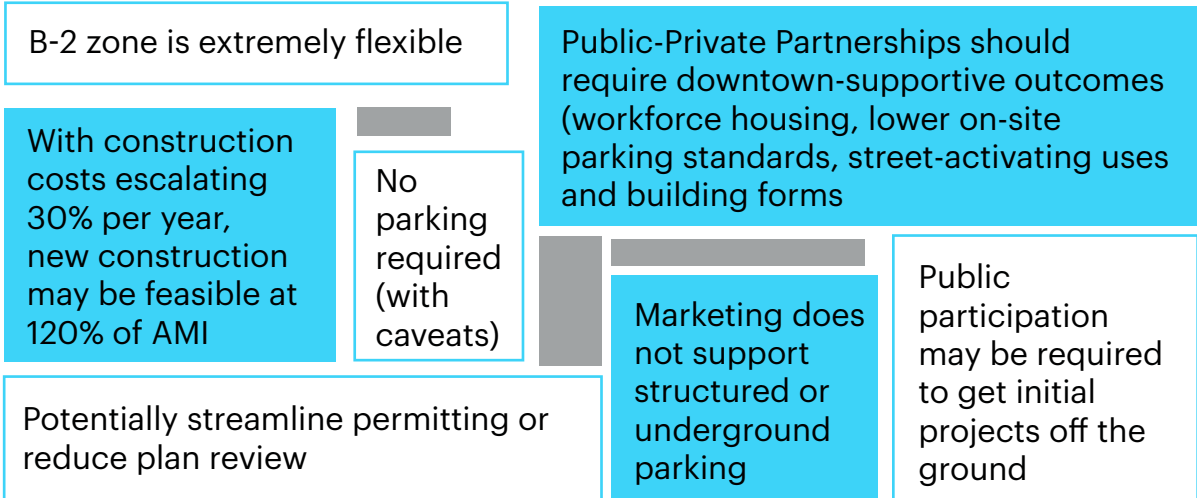 B-2 zone is extremely flexible
Public-Private Partnerships should
require downtown-supportive outcomes
(workforce housing, lower on-site
parking standards, street-activating uses
and building forms
With construction
costs escalating
30% per year,
new construction
may be feasible at
120% of AMI
No
parking
required
(with
caveats)
Marketing does
not support
structured or
underground
parking
Public
participation
may be required
to get initial
projects off the
ground
Potentially streamline permitting or
reduce plan review